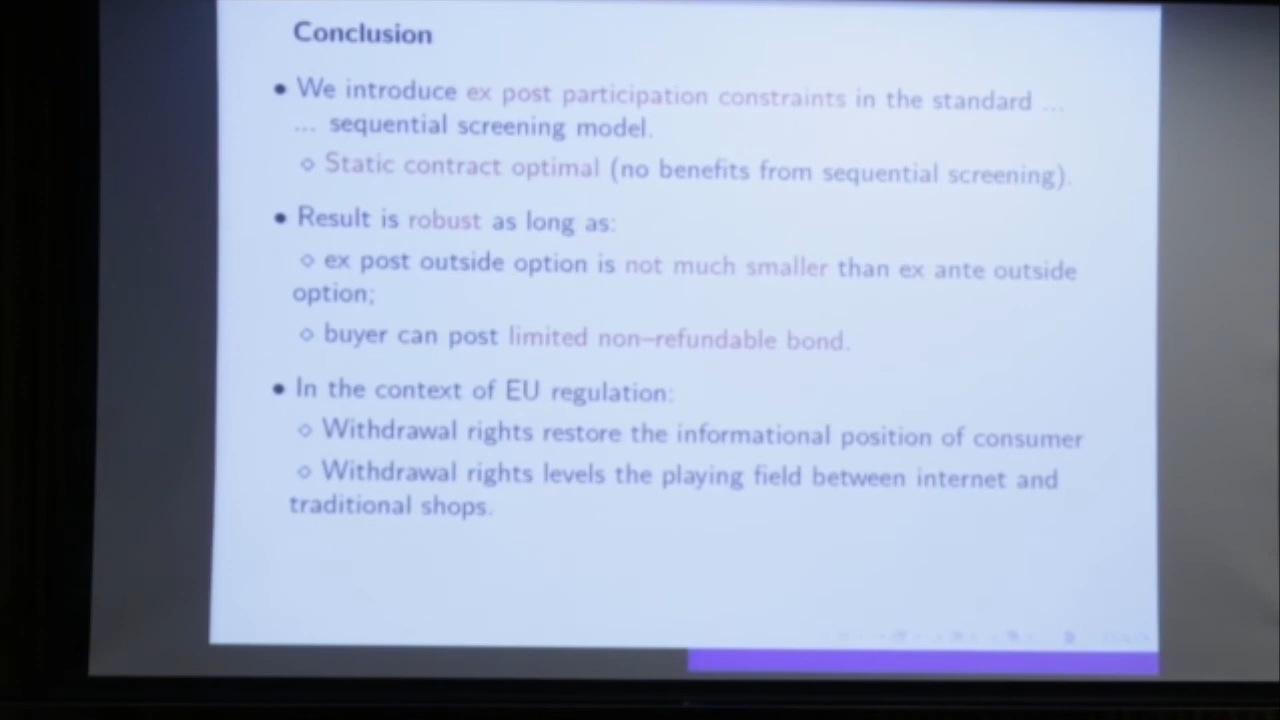 Conclusion
• We introduce ex post participation constraints in the standard ...
... sequential screening model.
⋄ Static contract optimal (no benefits from sequential screening).
• Result is robust as long as:
⋄ ex post outside option is not much smaller than ex ante outside
option;
⋄ buyer can post limited non–refundable bond.
• In the context of EU regulation:
⋄ Withdrawal rights restore the informational position of consumer
⋄ Withdrawal rights levels the playing field between internet and
traditional shops.